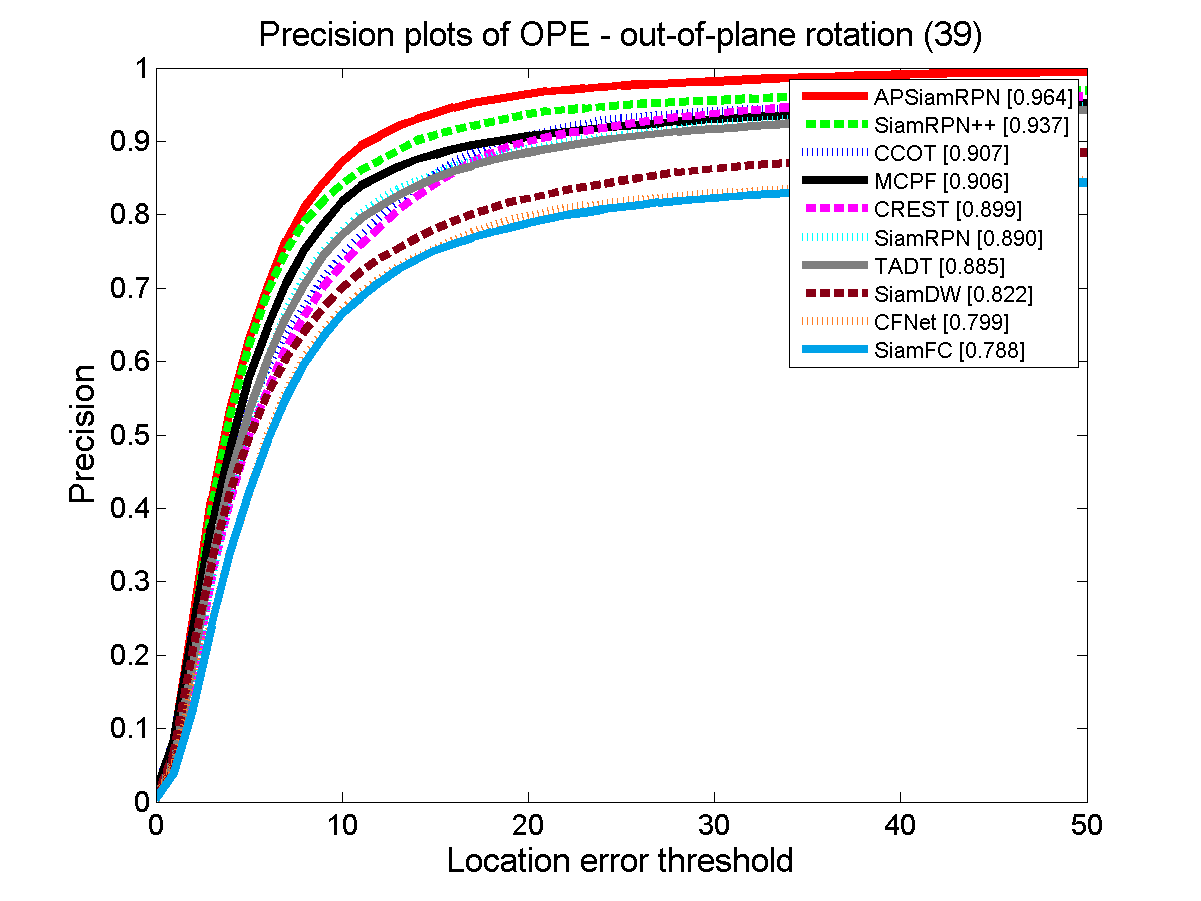 Precision plots of OPE - out-of-plane rotation (39)
1
0.9
0.8
0.7
0.6
0.5
0.4
0.3
0.2
0.1
0
Precision
APSiamRPN [0.964]
SiamRPN++ [0.937]
CCOT [0.907]
MCPF [0.906]
CREST [0.899]
SiamRPN [0.890]
TADT [0.885]
SiamDW [0.822]
CFNet [0.799]
SiamFC [0.788]
0 10 20 30 40 50
Location error threshold